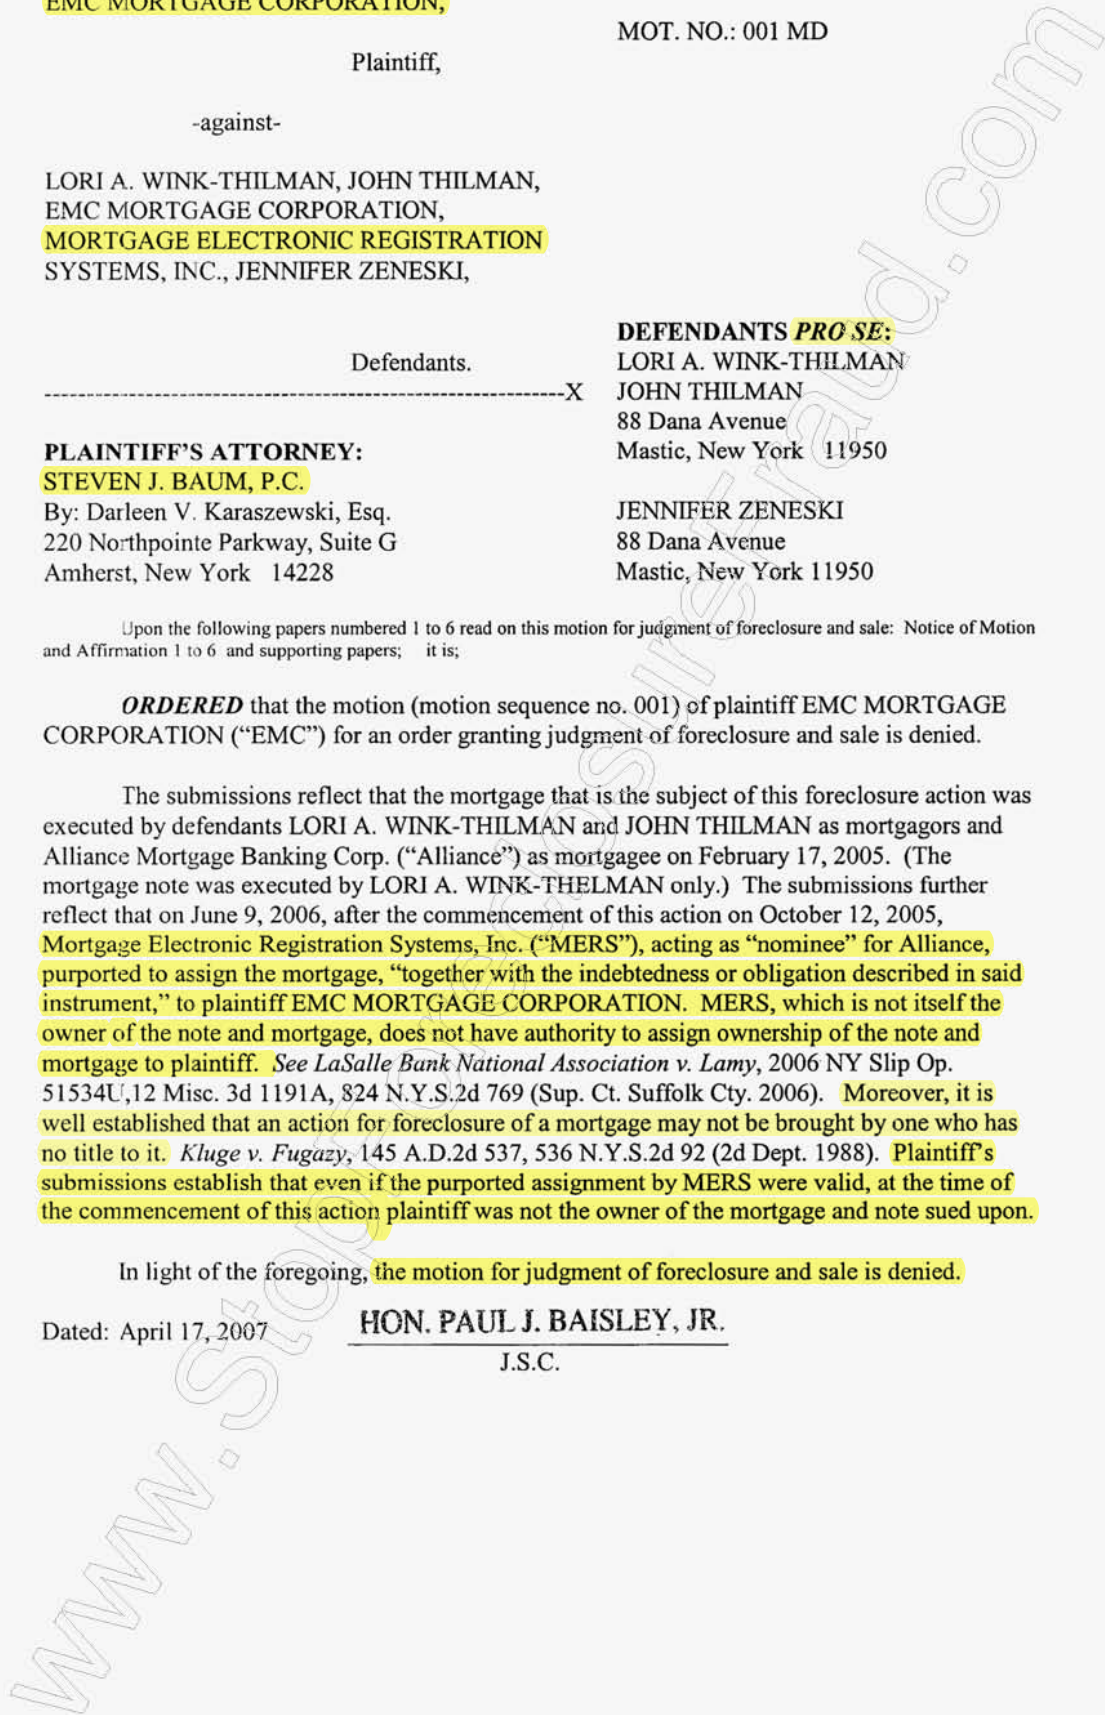 EMC MORTGAGE CORPORATION,
MOT. NO.: 001 MD
Plaintiff,
-against-
LORI A. WINK-THILMAN, JOHN THILMAN,
EMC MORTGAGE CORPORATION,
MORTGAGE ELECTRONIC REGISTRATION
SYSTEMS, INC., JENNIFER ZENESKI,
Defendants.
------------------------------------------------------------X
DEFENDANTS PRO SE:
LORI A. WINK-THILMAN
JOHN THILMAN
88 Dana Avenue
Mastic, New York 11950
PLAINTIFF'S ATTORNEY:
STEVEN J. BAUM, P.C.
By: Darleen V. Karaszewski, Esq.
220 Northpointe Parkway, Suite G
Amherst, New York 14228
JENNIFER ZENESKI
88 Dana Avenue
Mastic, New York 11950
Upon the following papers numbered 1 to 6 read on this motion for judgment of foreclosure and sale: Notice of Motion
and Affirmation 1 to 6 and supporting papers; it is;
ORDERED that the motion (motion sequence no. 001) of plaintiff EMC MORTGAGE
CORPORATION ("EMC") for an order granting judgment of foreclosure and sale is denied.
The submissions reflect that the mortgage that is the subject of this foreclosure action was
executed by defendants LORI A. WINK-THILMAN and JOHN THILMAN as mortgagors and
Alliance Mortgage Banking Corp. ("Alliance") as mortgagee on February 17, 2005. (The
mortgage note was executed by LORI A. WINK-THELMAN only.) The submissions further
reflect that on June 9, 2006, after the commencement of this action on October 12, 2005,
Mortgage Electronic Registration Systems, Inc. ("MERS"), acting as "nominee" for Alliance,
purported to assign the mortgage, "together with the indebtedness or obligation described in said
instrument," to plaintiff EMC MORTGAGE CORPORATION. MERS, which is not itself the
owner of the note and mortgage, does not have authority to assign ownership of the note and
mortgage to plaintiff. See LaSalle Bank National Association v. Lamy, 2006 NY Slip Op.
51534U,12 Misc. 3d 1191A, 824 N.Y.S.2d 769 (Sup. Ct. Suffolk Cty. 2006). Moreover, it is
well established that an action for foreclosure of a mortgage may not be brought by one who has
no title to it. Kluge v. Fugazy, 145 A.D.2d 537, 536 N.Y.S.2d 92 (2d Dept. 1988). Plaintiff's
submissions establish that even if the purported assignment by MERS were valid, at the time of
the commencement of this action plaintiff was not the owner of the mortgage and note sued upon.
In light of the foregoing, the motion for judgment of foreclosure and sale is denied.
Dated: April 17, 2007
HON. PAUL J. BAISLEY, JR.
J.S.C.
www.StopForeclosureFraud.com